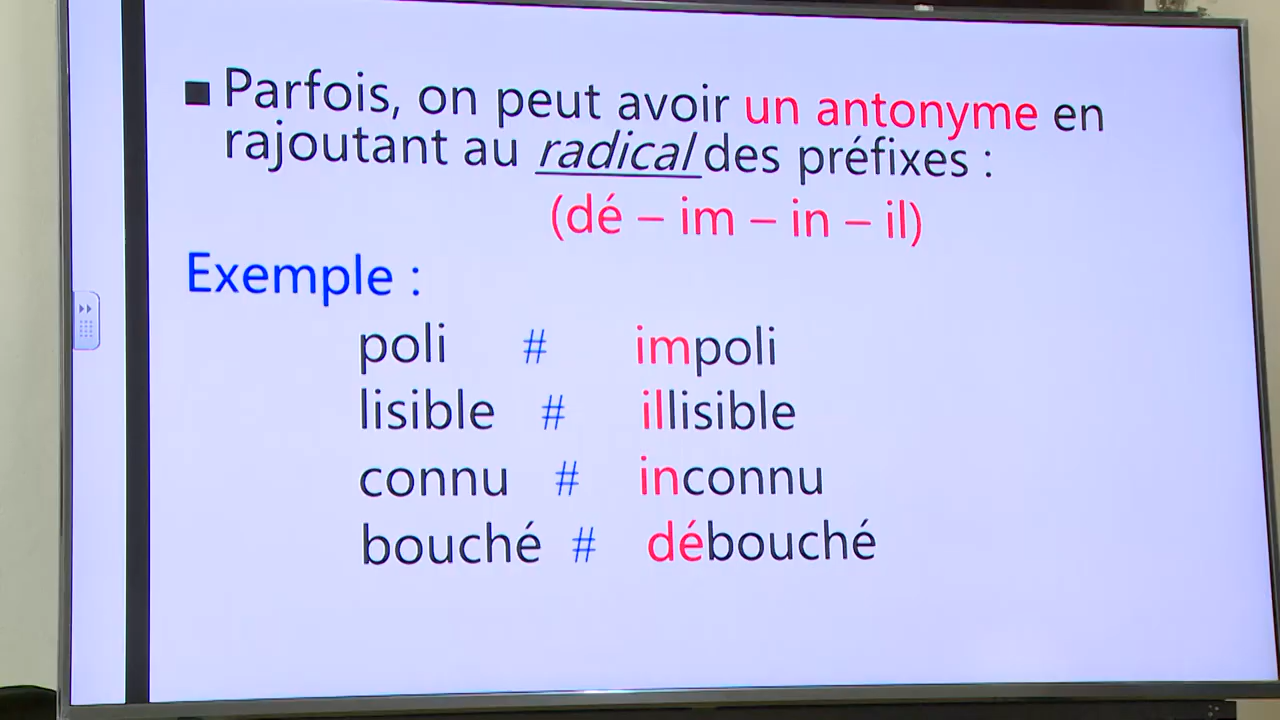 ■ Parfois, on peut avoir un antonyme en
rajoutant au radical des préfixes :
(dé – im – in – il)
Exemple :
poli # impoli
lisible # illisible
connu # inconnu
bouché # débouché